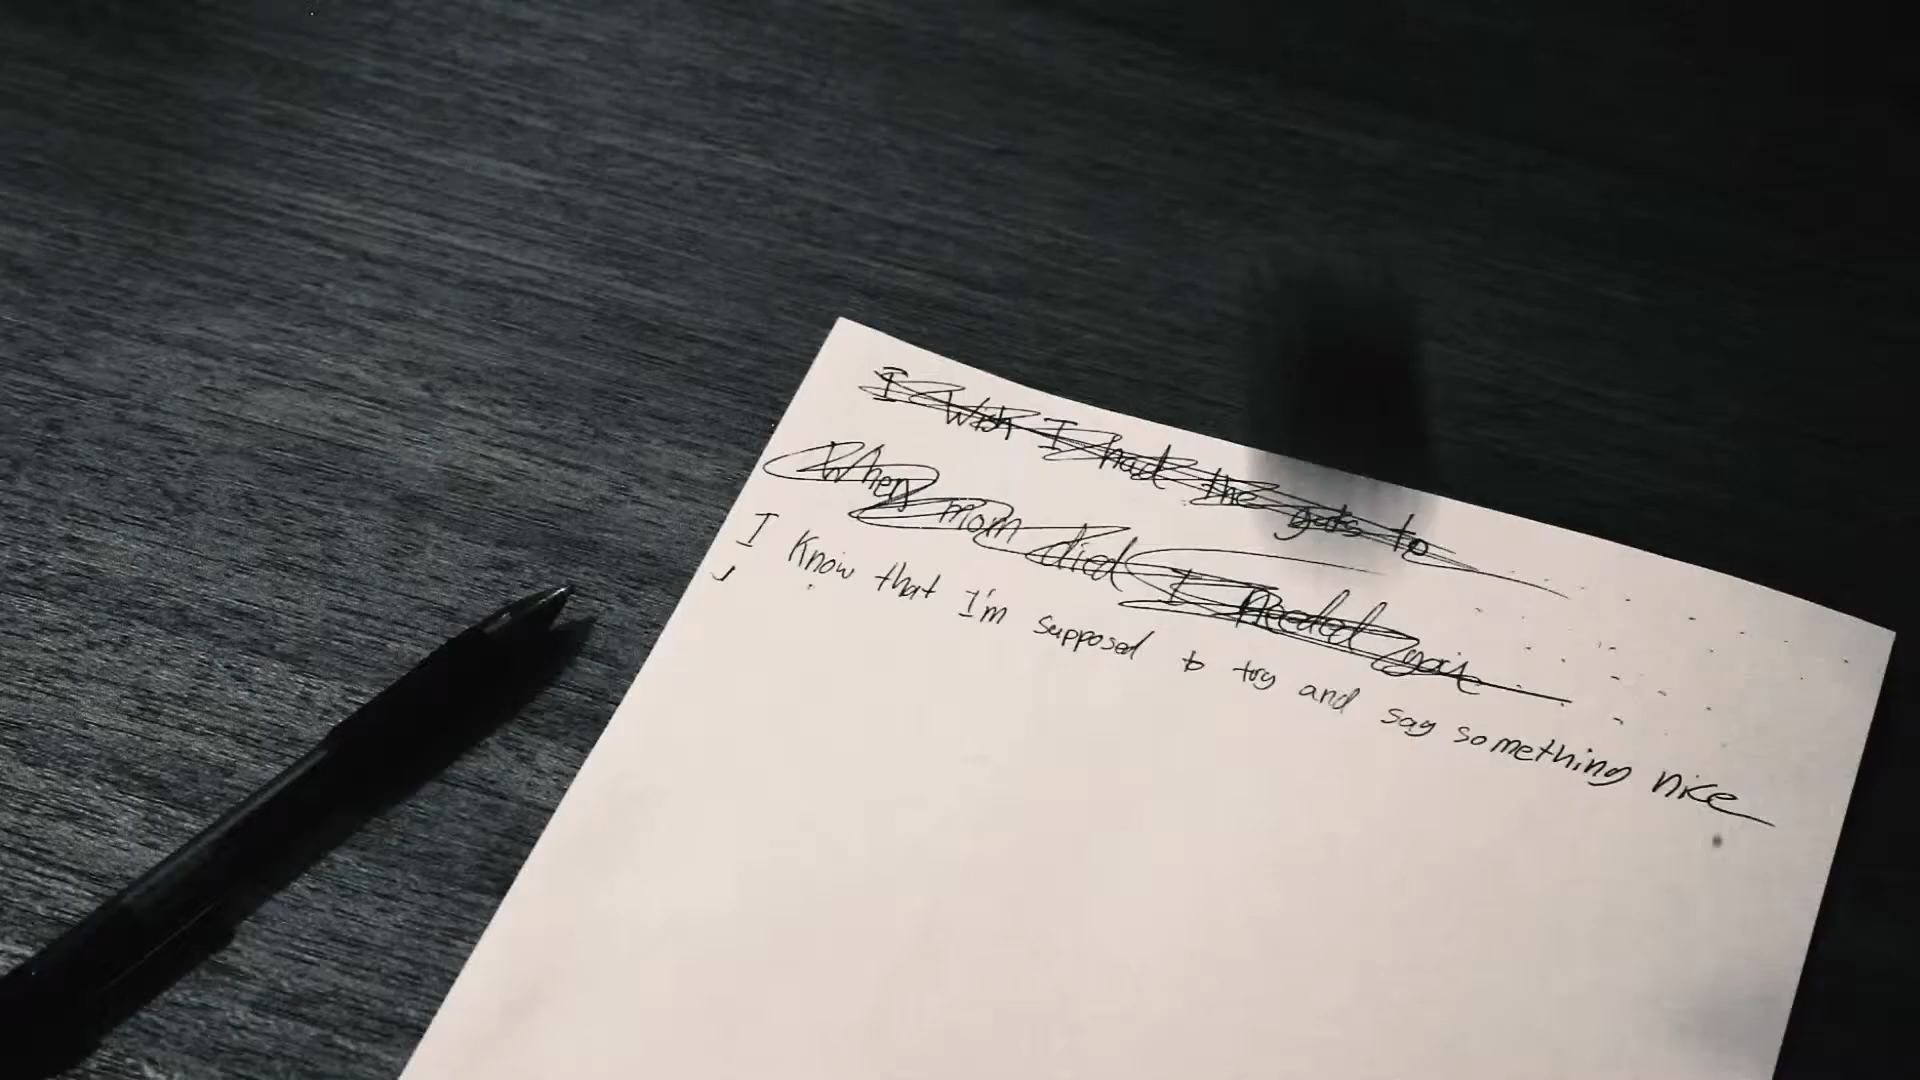 I Wish I had the guts to
When mom died I needed you
I Know that I'm supposed to try and say something nice